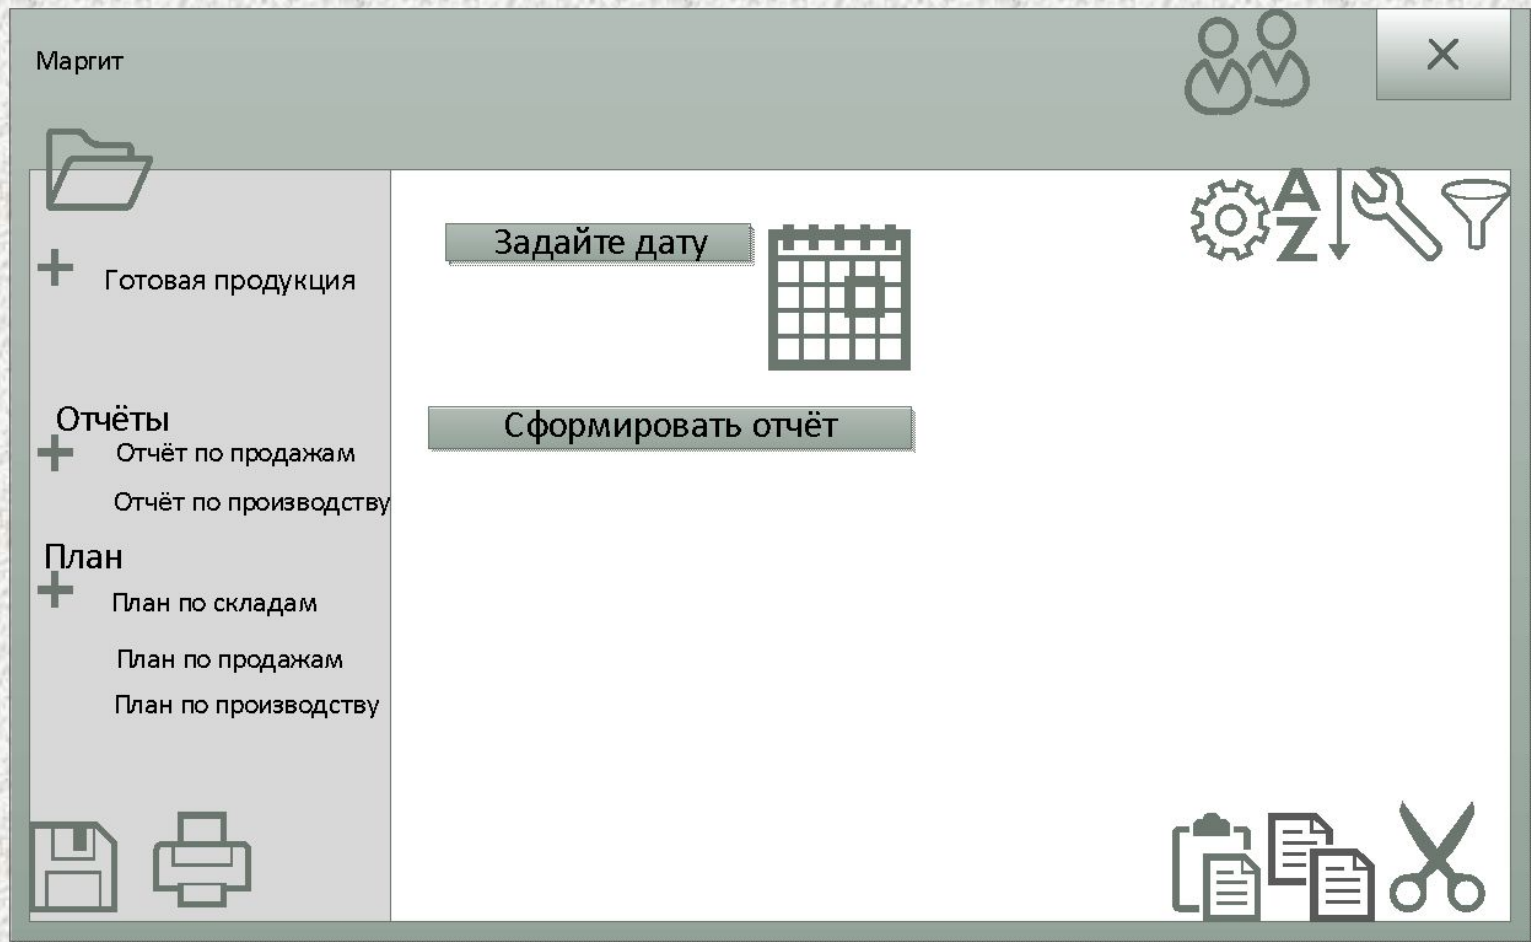 Маргит
Готовая продукция
Отчёты
Отчёт по продажам
Отчёт по производству
План
План по складам
План по продажам
План по производству
Задайте дату
Сформировать отчёт
A
Z